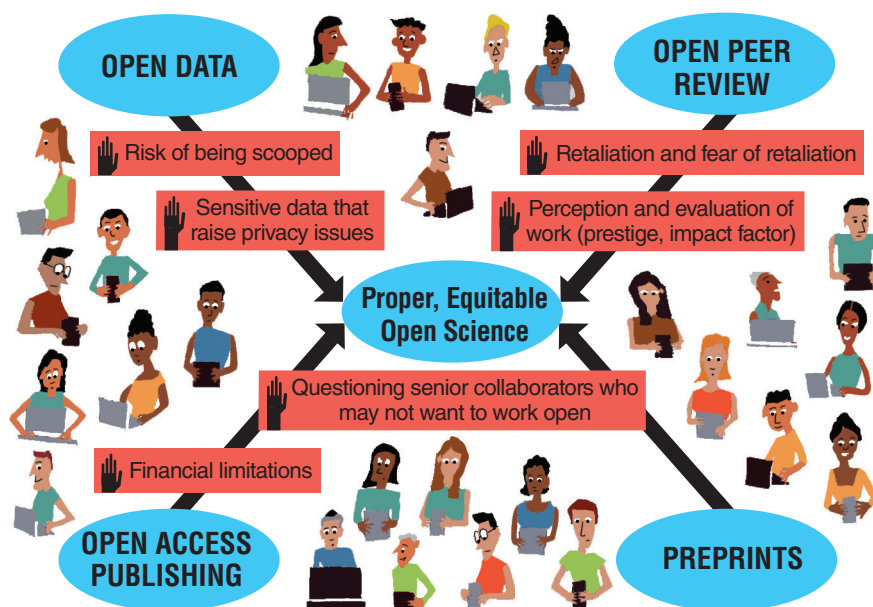 OPEN DATA
OPEN PEER
REVIEW
Risk of being scooped
Retaliation and fear of retaliation
Sensitive data that
raise privacy issues
Perception and evaluation of
work (prestige, impact factor)
Proper, Equitable
Open Science
Questioning senior collaborators who
may not want to work open
Financial limitations
OPEN ACCESS
PUBLISHING
PREPRINTS